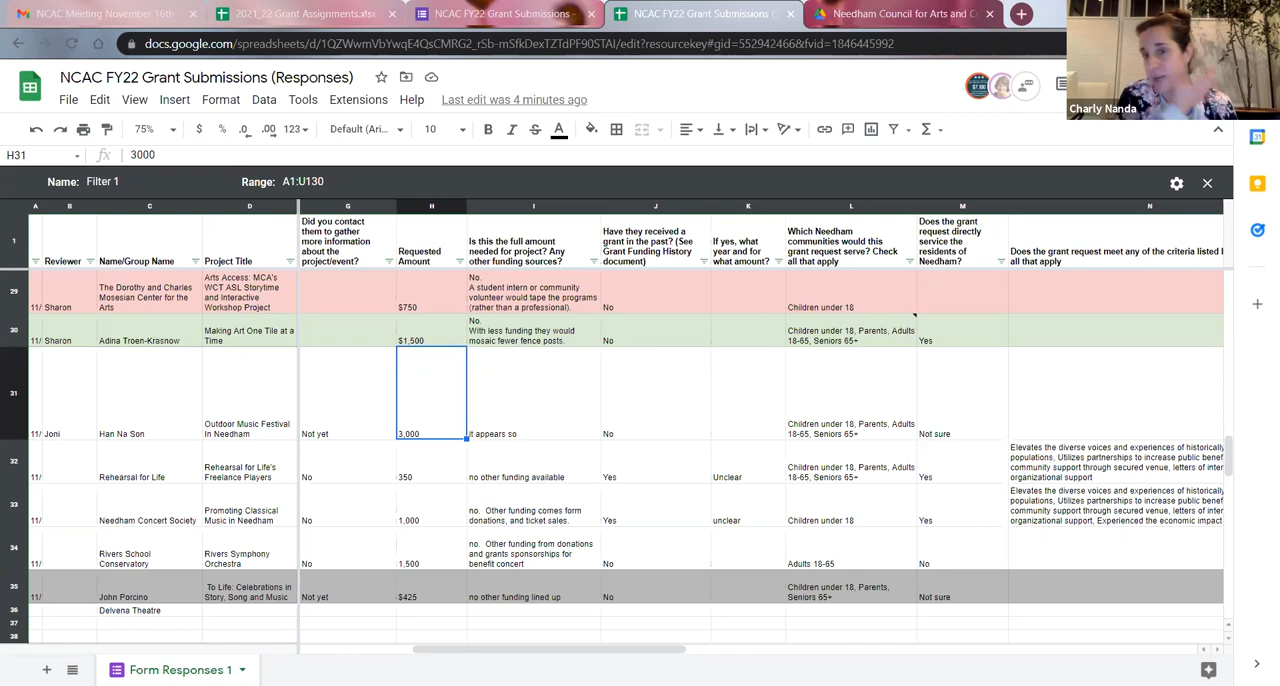 NCAC Meeting November 16th
2021_22 Grant Assignments.xlsx
NCAC FY22 Grant Submissions -
NCAC FY22 Grant Submissions (
Needham Council for Arts and C
docs.google.com/spreadsheets/d/1QZWwmVbYwqE4QsCMRG2_rSb-mSfkDexTZTdPF90STAI/edit?resourcekey#gid=552942466&fvid=1846445992
Charly Nanda
NCAC FY22 Grant Submissions (Responses)
File Edit View Insert Format Data Tools Extensions Help Last edit was 4 minutes ago
75% $ % .0 .00 123 Default (Ari... 10 B I S A
H31 fx 3000
Name: Filter 1 Range: A1:U130
A B C D G H I J K L M N
1
Reviewer
Name/Group Name
Project Title
Did you contact
them to gather
more information
about the
project/event?
Requested
Amount
Is this the full amount
needed for project? Any
other funding sources?
Have they received a
grant in the past? (See
Grant Funding History
document)
If yes, what
year and for
what amount?
Which Needham
communities would this
grant request serve? Check
all that apply
Does the grant
request directly
service the
residents of
Needham?
Does the grant request meet any of the criteria listed
all that apply
29
11/ Sharon
The Dorothy and Charles
Mosesian Center for the
Arts
Arts Access: MCA's
WCT ASL Storytime
and Interactive
Workshop Project
$750
No.
A student intern or community
volunteer would tape the programs
(rather than a professional).
No
Children under 18
30
11/ Sharon
Adina Troen-Krasnow
Making Art One Tile at a
Time
$1,500
No.
With less funding they would
mosaic fewer fence posts.
No
Children under 18, Parents, Adults
18-65, Seniors 65+
Yes
31
11/ Joni
Han Na Son
Outdoor Music Festival
In Needham
Not yet
3,000
it appears so
No
Children under 18, Parents, Adults
18-65, Seniors 65+
Not sure
32
11/
Rehearsal for Life
Rehearsal for Life's
Freelance Players
No
350
no other funding available
Yes
Unclear
Children under 18, Parents, Adults
18-65, Seniors 65+
Yes
Elevates the diverse voices and experiences of historically
populations, Utilizes partnerships to increase public benef
community support through secured venue, letters of inter
organizational support
33
11/
Needham Concert Society
Promoting Classical
Music in Needham
No
1,000
no. Other funding comes form
donations, and ticket sales.
Yes
unclear
Children under 18
Yes
Elevates the diverse voices and experiences of historically
populations, Utilizes partnerships to increase public benef
community support through secured venue, letters of inter
organizational support, Experienced the economic impact
34
11/
Rivers School
Conservatory
Rivers Symphony
Orchestra
No
1,500
no. Other funding from donations
and grants sponsorships for
benefit concert
No
Adults 18-65
No
35
11/
John Porcino
To Life: Celebrations in
Story, Song and Music
Not yet
$425
no other funding lined up
No
Children under 18, Parents,
Seniors 65+
Not sure
36
Delvena Theatre
37
38
Form Responses 1
31